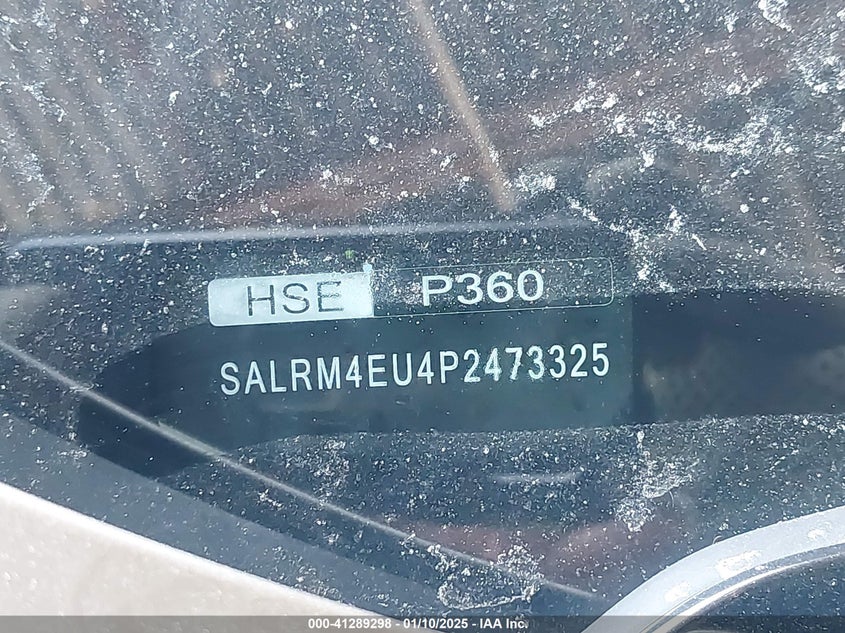 HSE P360
SALRM4EU4P2473325
000-41289298 - 01/10/2025 - IAA Inc.